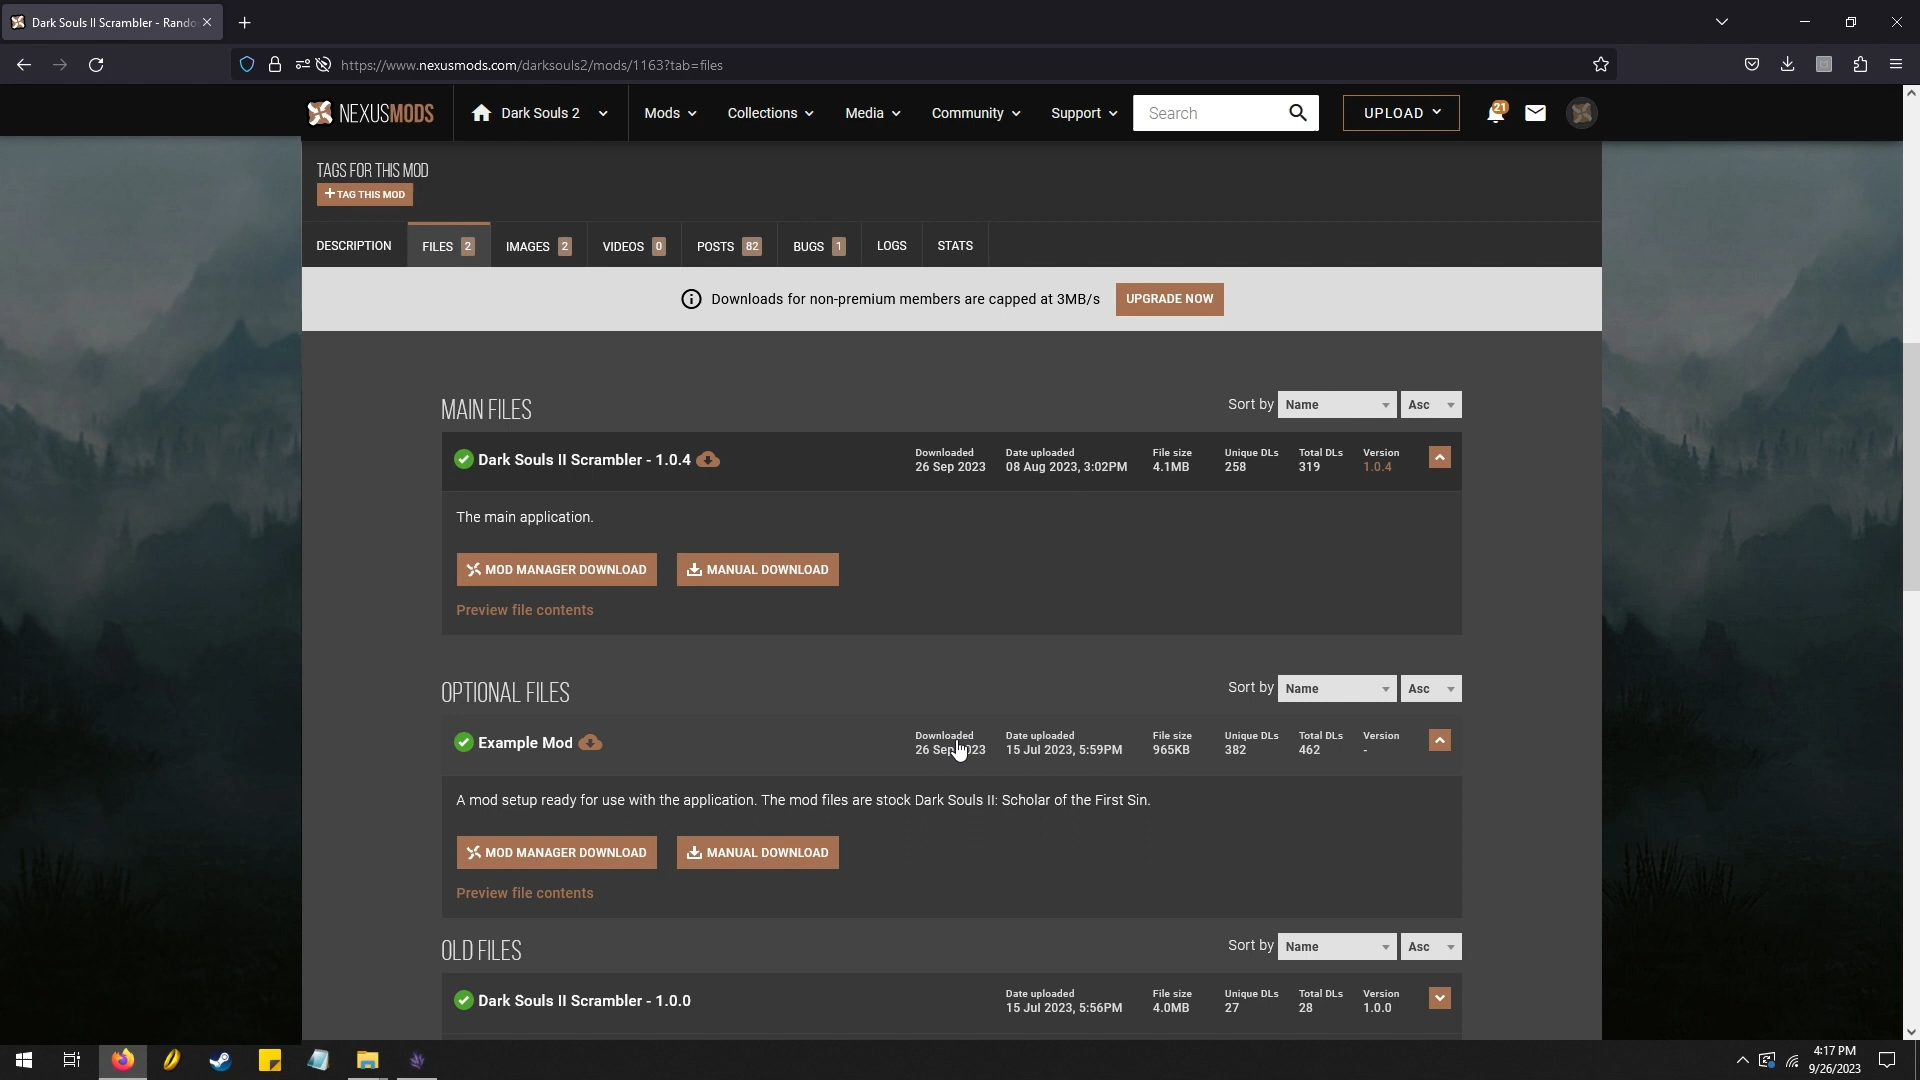 Dark Souls II Scrambler - Rando
https://www.nexusmods.com/darksouls2/mods/1163?tab=files
NEXUSMODS
Dark Souls 2
Mods
Collections
Media
Community
Support
Search
UPLOAD
21
TAGS FOR THIS MOD
+ TAG THIS MOD
DESCRIPTION
FILES 2
IMAGES 2
VIDEOS 0
POSTS 82
BUGS 1
LOGS
STATS
Downloads for non-premium members are capped at 3MB/s
UPGRADE NOW
MAIN FILES
Sort by Name Asc
Dark Souls II Scrambler - 1.0.4
Downloaded Date uploaded File size Unique DLs Total DLs Version
26 Sep 2023 08 Aug 2023, 3:02PM 4.1MB 258 319 1.0.4
The main application.
MOD MANAGER DOWNLOAD MANUAL DOWNLOAD
Preview file contents
OPTIONAL FILES
Sort by Name Asc
Example Mod
Downloaded Date uploaded File size Unique DLs Total DLs Version
26 Sep 2023 15 Jul 2023, 5:59PM 965KB 382 462 -
A mod setup ready for use with the application. The mod files are stock Dark Souls II: Scholar of the First Sin.
MOD MANAGER DOWNLOAD MANUAL DOWNLOAD
Preview file contents
OLD FILES
Sort by Name Asc
Dark Souls II Scrambler - 1.0.0
Date uploaded File size Unique DLs Total DLs Version
15 Jul 2023, 5:56PM 4.0MB 27 28 1.0.0
4:17 PM
9/26/2023